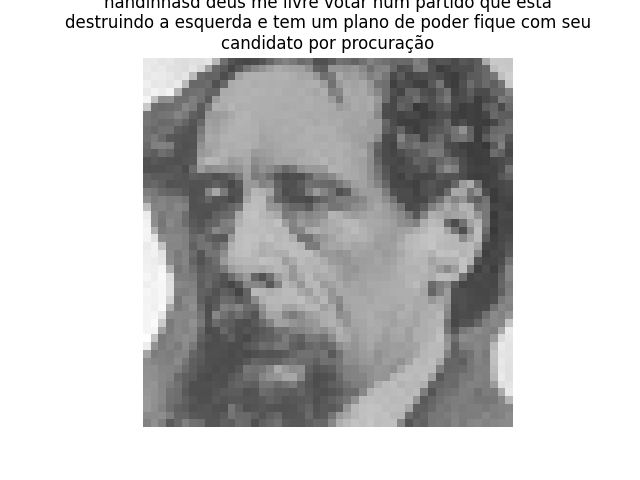 nandinhasd deus me livre votar num partido que está
destruindo a esquerda e tem um plano de poder fique com seu
candidato por procuração